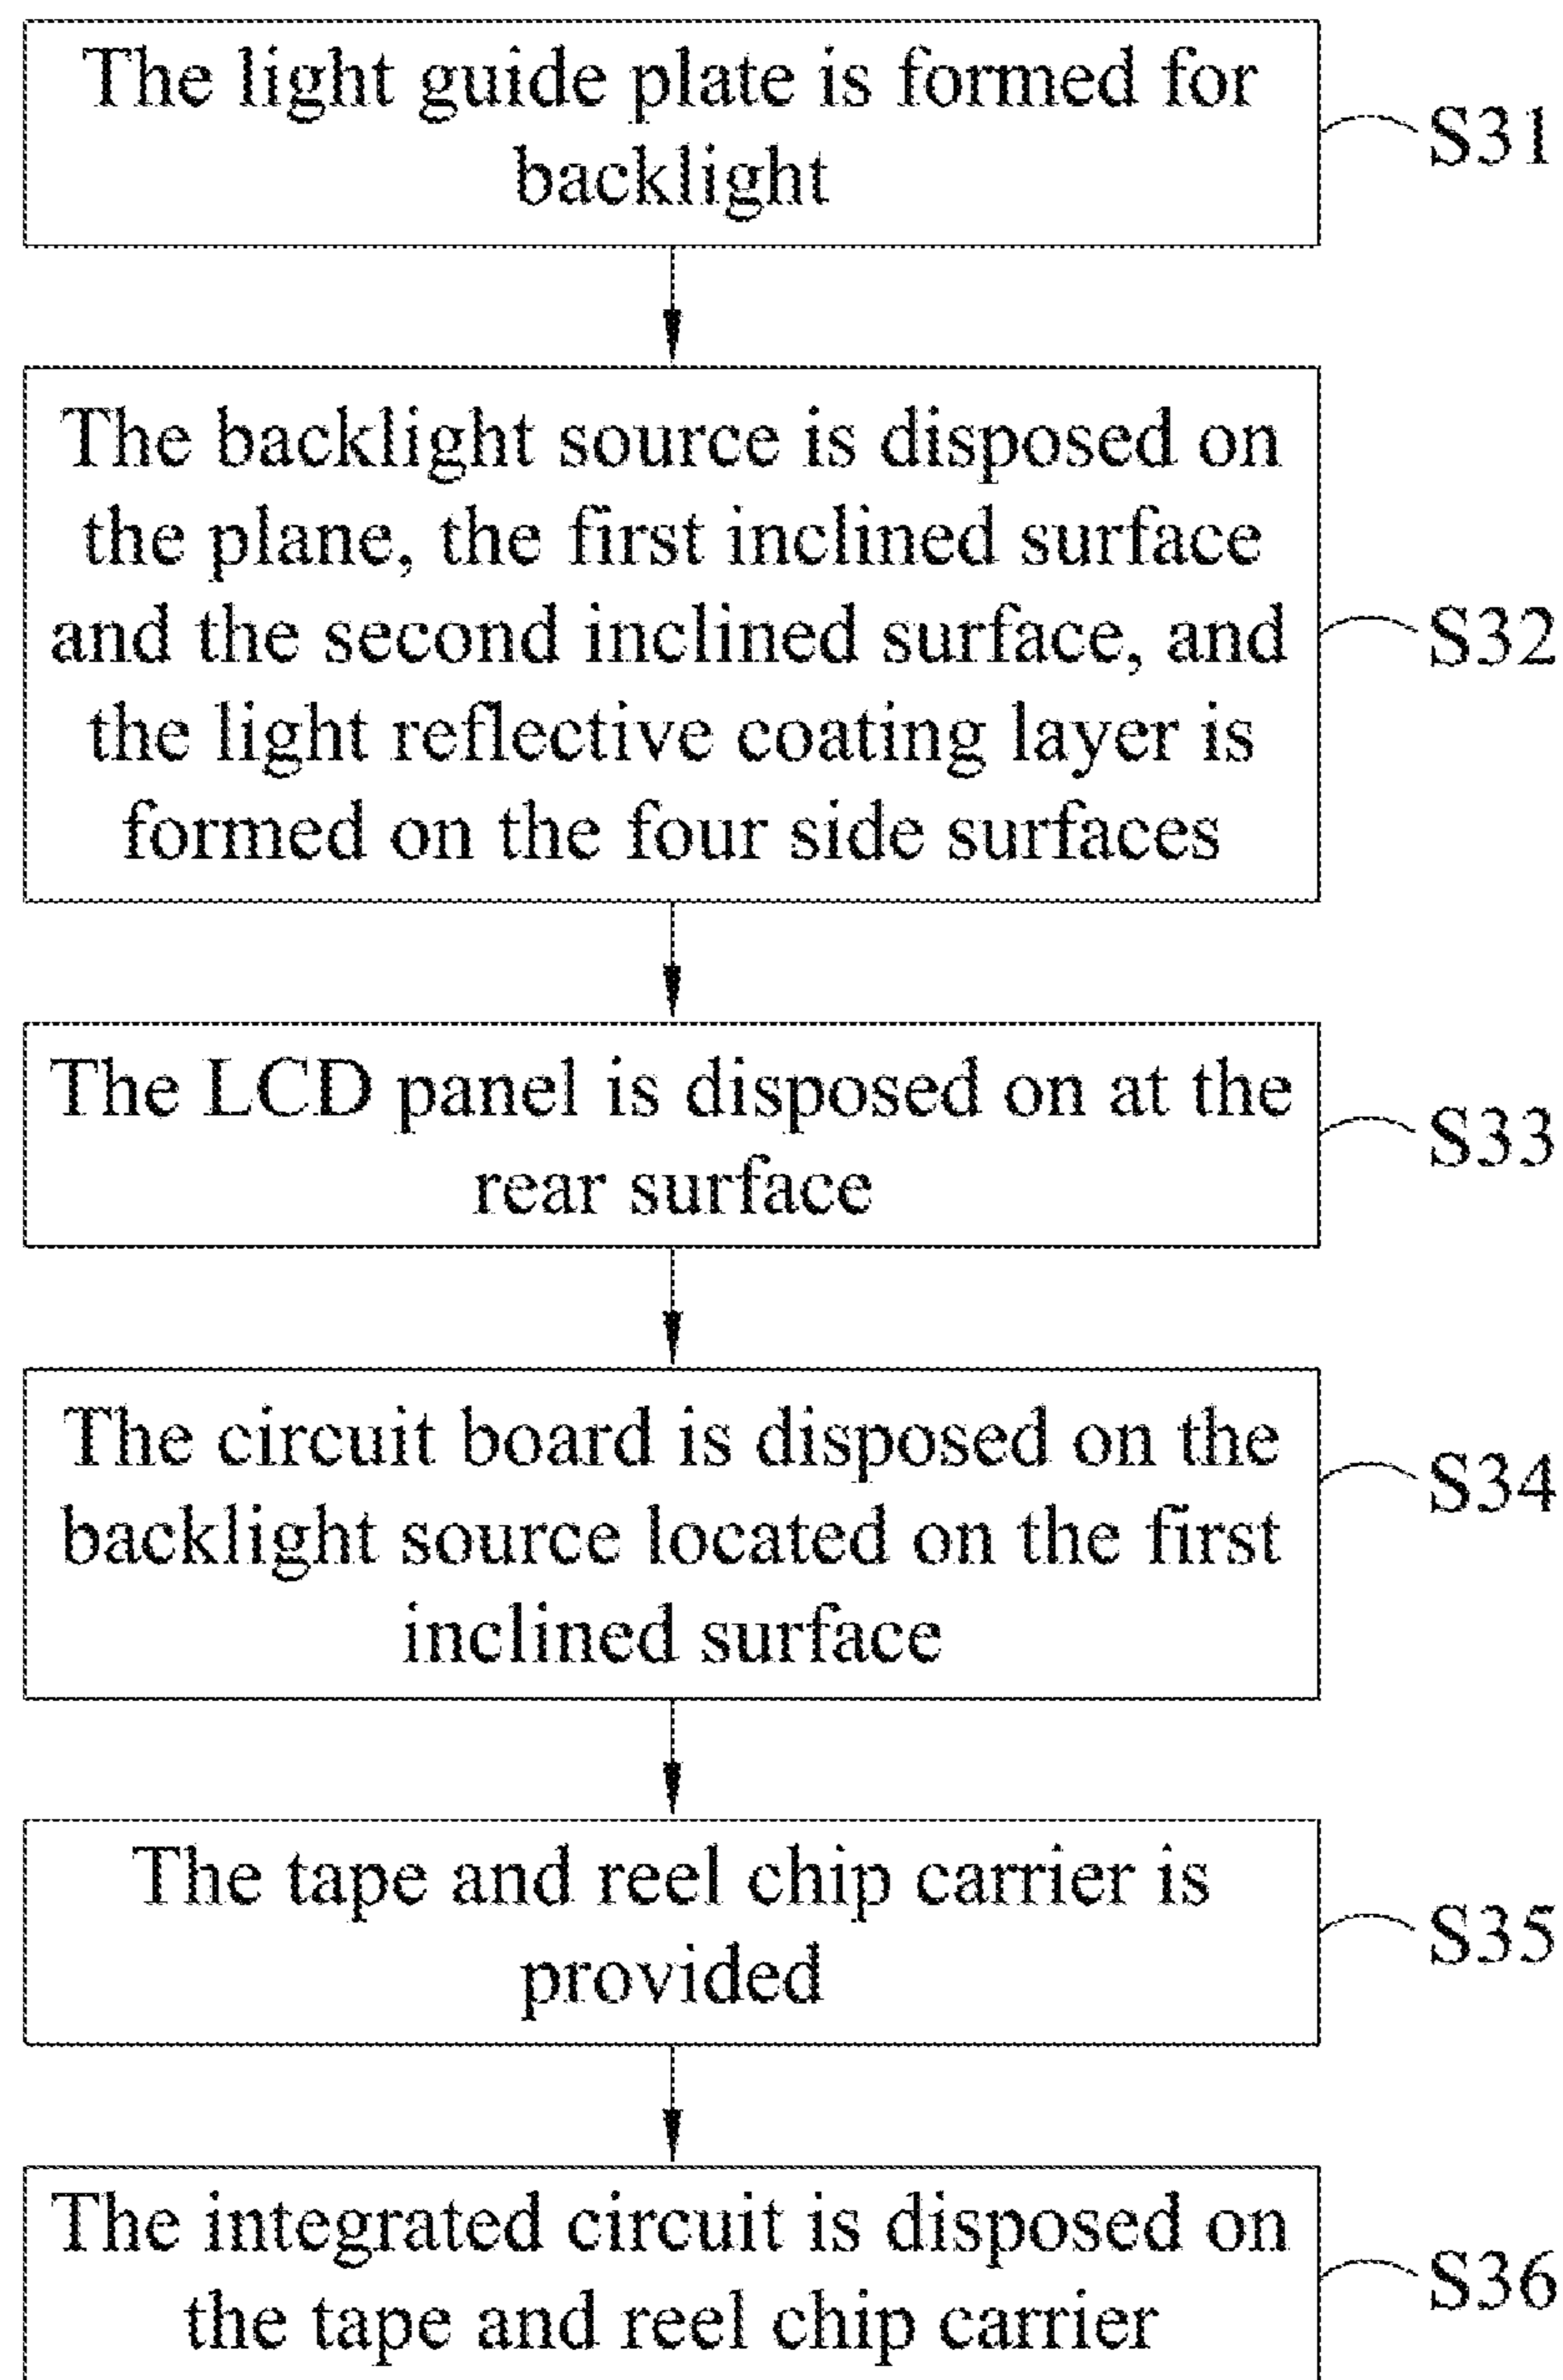 The light guide plate is formed for
backlight
S31
The backlight source is disposed on
the plane, the first inclined surface
and the second inclined surface, and
the light reflective coating layer is
formed on the four side surfaces
S32
The LCD panel is disposed on at the
rear surface
S33
The circuit board is disposed on the
backlight source located on the first
inclined surface
S34
The tape and reel chip carrier is
provided
S35
The integrated circuit is disposed on
the tape and reel chip carrier
S36